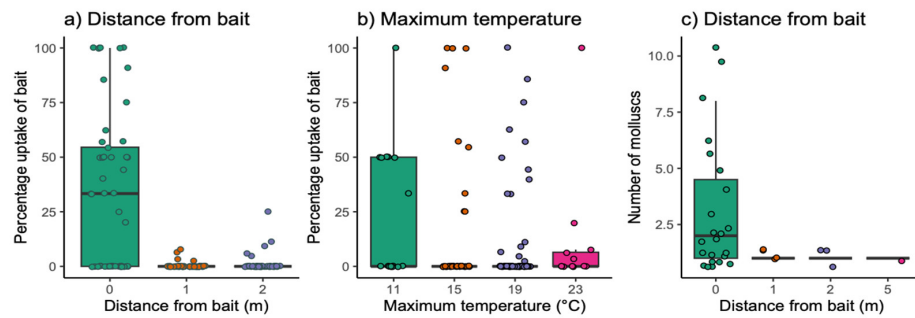 a) Distance from bait
Percentage uptake of bait
100
75
50
25
0
0 1 2
Distance from bait (m)
b) Maximum temperature
Percentage uptake of bait
100
75
50
25
0
11 15 19 23
Maximum temperature (°C)
c) Distance from bait
Number of molluscs
10.0
7.5
5.0
2.5
0 1 2 5
Distance from bait (m)